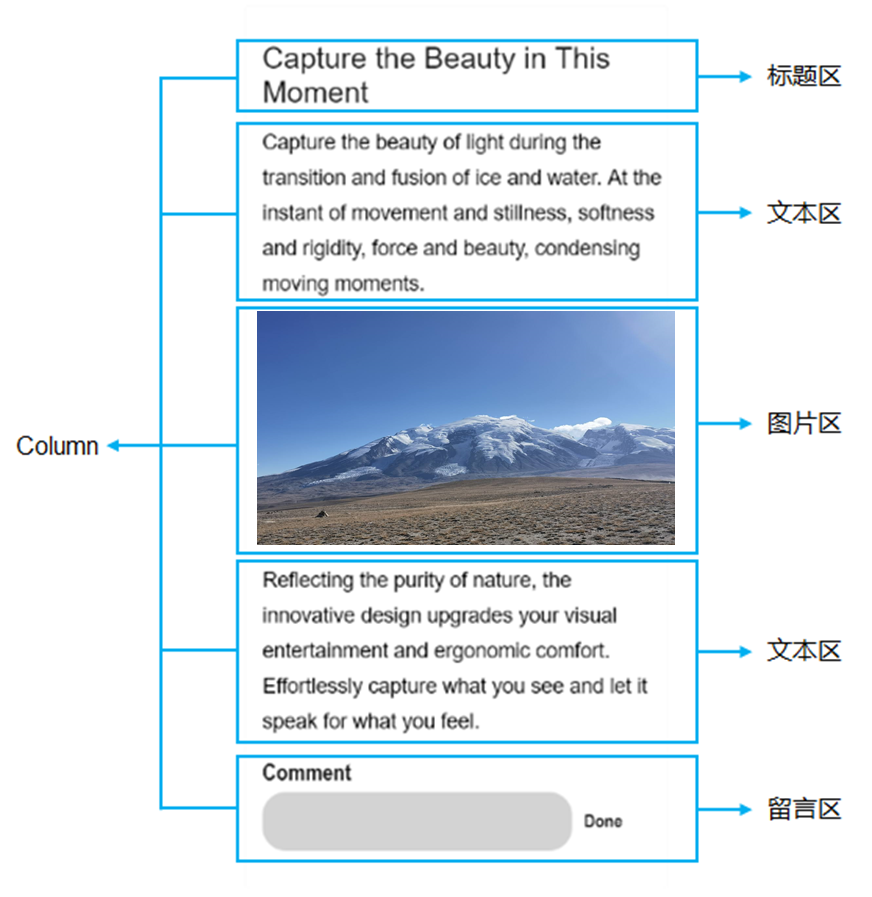 Capture the Beauty in This
Moment
标题区
Capture the beauty of light during the
transition and fusion of ice and water. At the
instant of movement and stillness, softness
and rigidity, force and beauty, condensing
moving moments.
文本区
图片区
Column
Reflecting the purity of nature, the
innovative design upgrades your visual
entertainment and ergonomic comfort.
Effortlessly capture what you see and let it
speak for what you feel.
文本区
Comment
Done
留言区